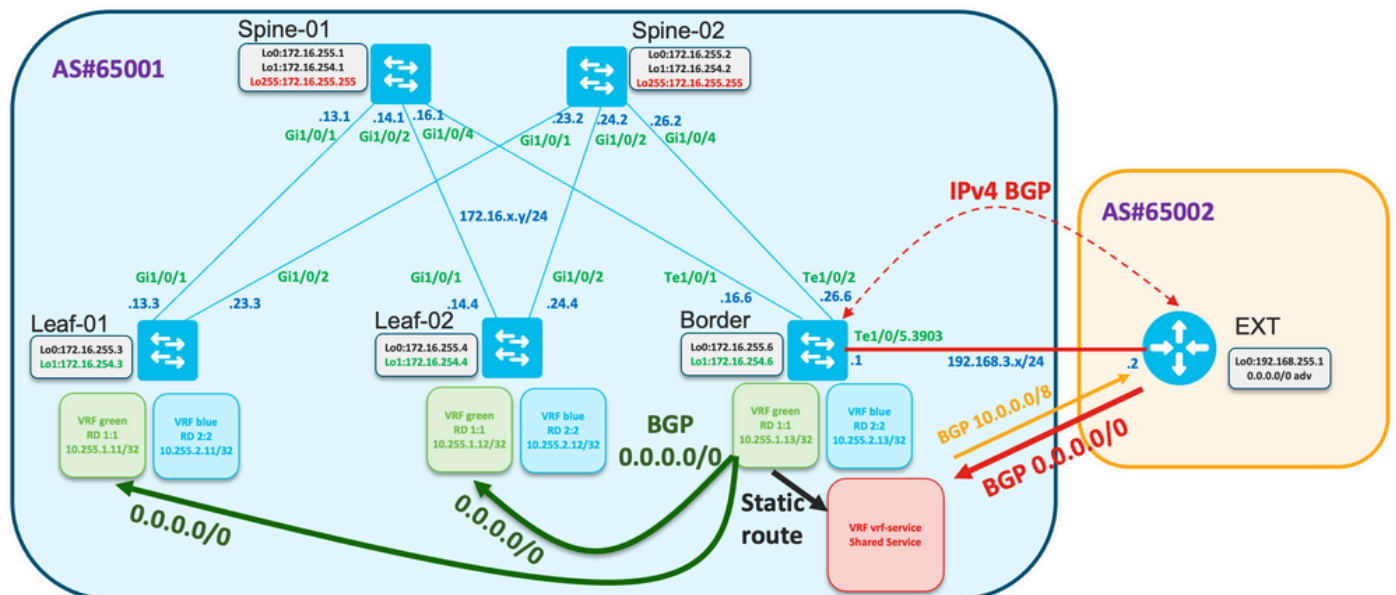 Spine-01
Spine-02
AS#65001
Lo0:172.16.255.1
Lo1:172.16.254.1
Lo255:172.16.255.255
Lo0:172.16.255.2
Lo1:172.16.254.2
Lo255:172.16.255.255
.13.1
.14.1
.16.1
Gi1/0/1
Gi1/0/2
Gi1/0/4
.23.2
.24.2
.26.2
Gi1/0/1
Gi1/0/2
Gi1/0/4
IPv4 BGP
AS#65002
172.16.x.y/24
Gi1/0/1
Gi1/0/2
Gi1/0/1
Gi1/0/2
Te1/0/1
Te1/0/2
.13.3
.23.3
.14.4
.24.4
.16.6
.26.6
Leaf-01
Leaf-02
Border
EXT
Lo0:172.16.255.3
Lo1:172.16.254.3
Lo0:172.16.255.4
Lo1:172.16.254.4
Lo0:172.16.255.6
Lo1:172.16.254.6
Te1/0/5.3903
.1
192.168.3.x/24
.2
Lo0:192.168.255.1
0.0.0.0/0 adv
VRF green
RD 1:1
10.255.1.11/32
VRF blue
RD 2:2
10.255.2.11/32
VRF green
RD 1:1
10.255.1.12/32
VRF blue
RD 2:2
10.255.2.12/32
BGP
0.0.0.0/0
VRF green
RD 1:1
10.255.1.13/32
VRF blue
RD 2:2
10.255.2.13/32
BGP 10.0.0.0/8
BGP 0.0.0.0/0
0.0.0.0/0
0.0.0.0/0
Static
route
VRF vrf-service
Shared Service